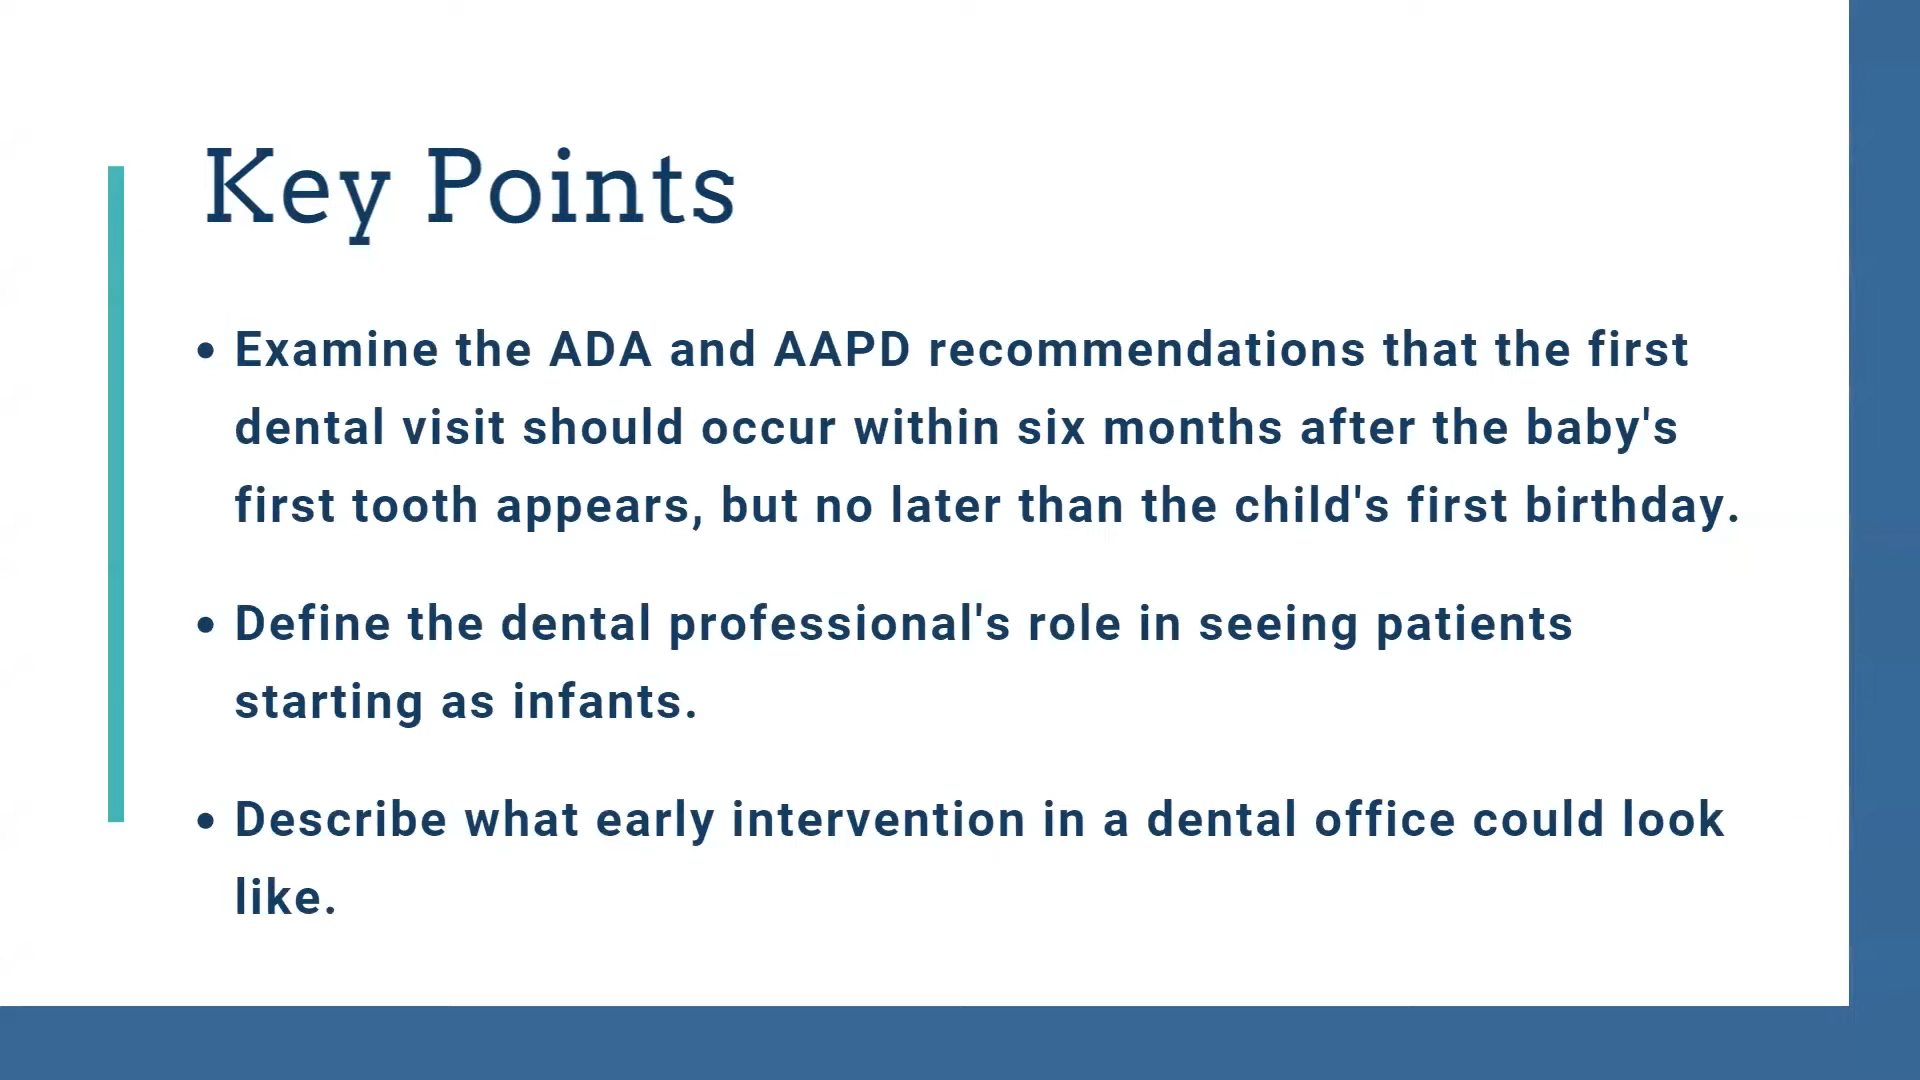 Key Points
• Examine the ADA and AAPD recommendations that the first
dental visit should occur within six months after the baby's
first tooth appears, but no later than the child's first birthday.
• Define the dental professional's role in seeing patients
starting as infants.
• Describe what early intervention in a dental office could look
like.